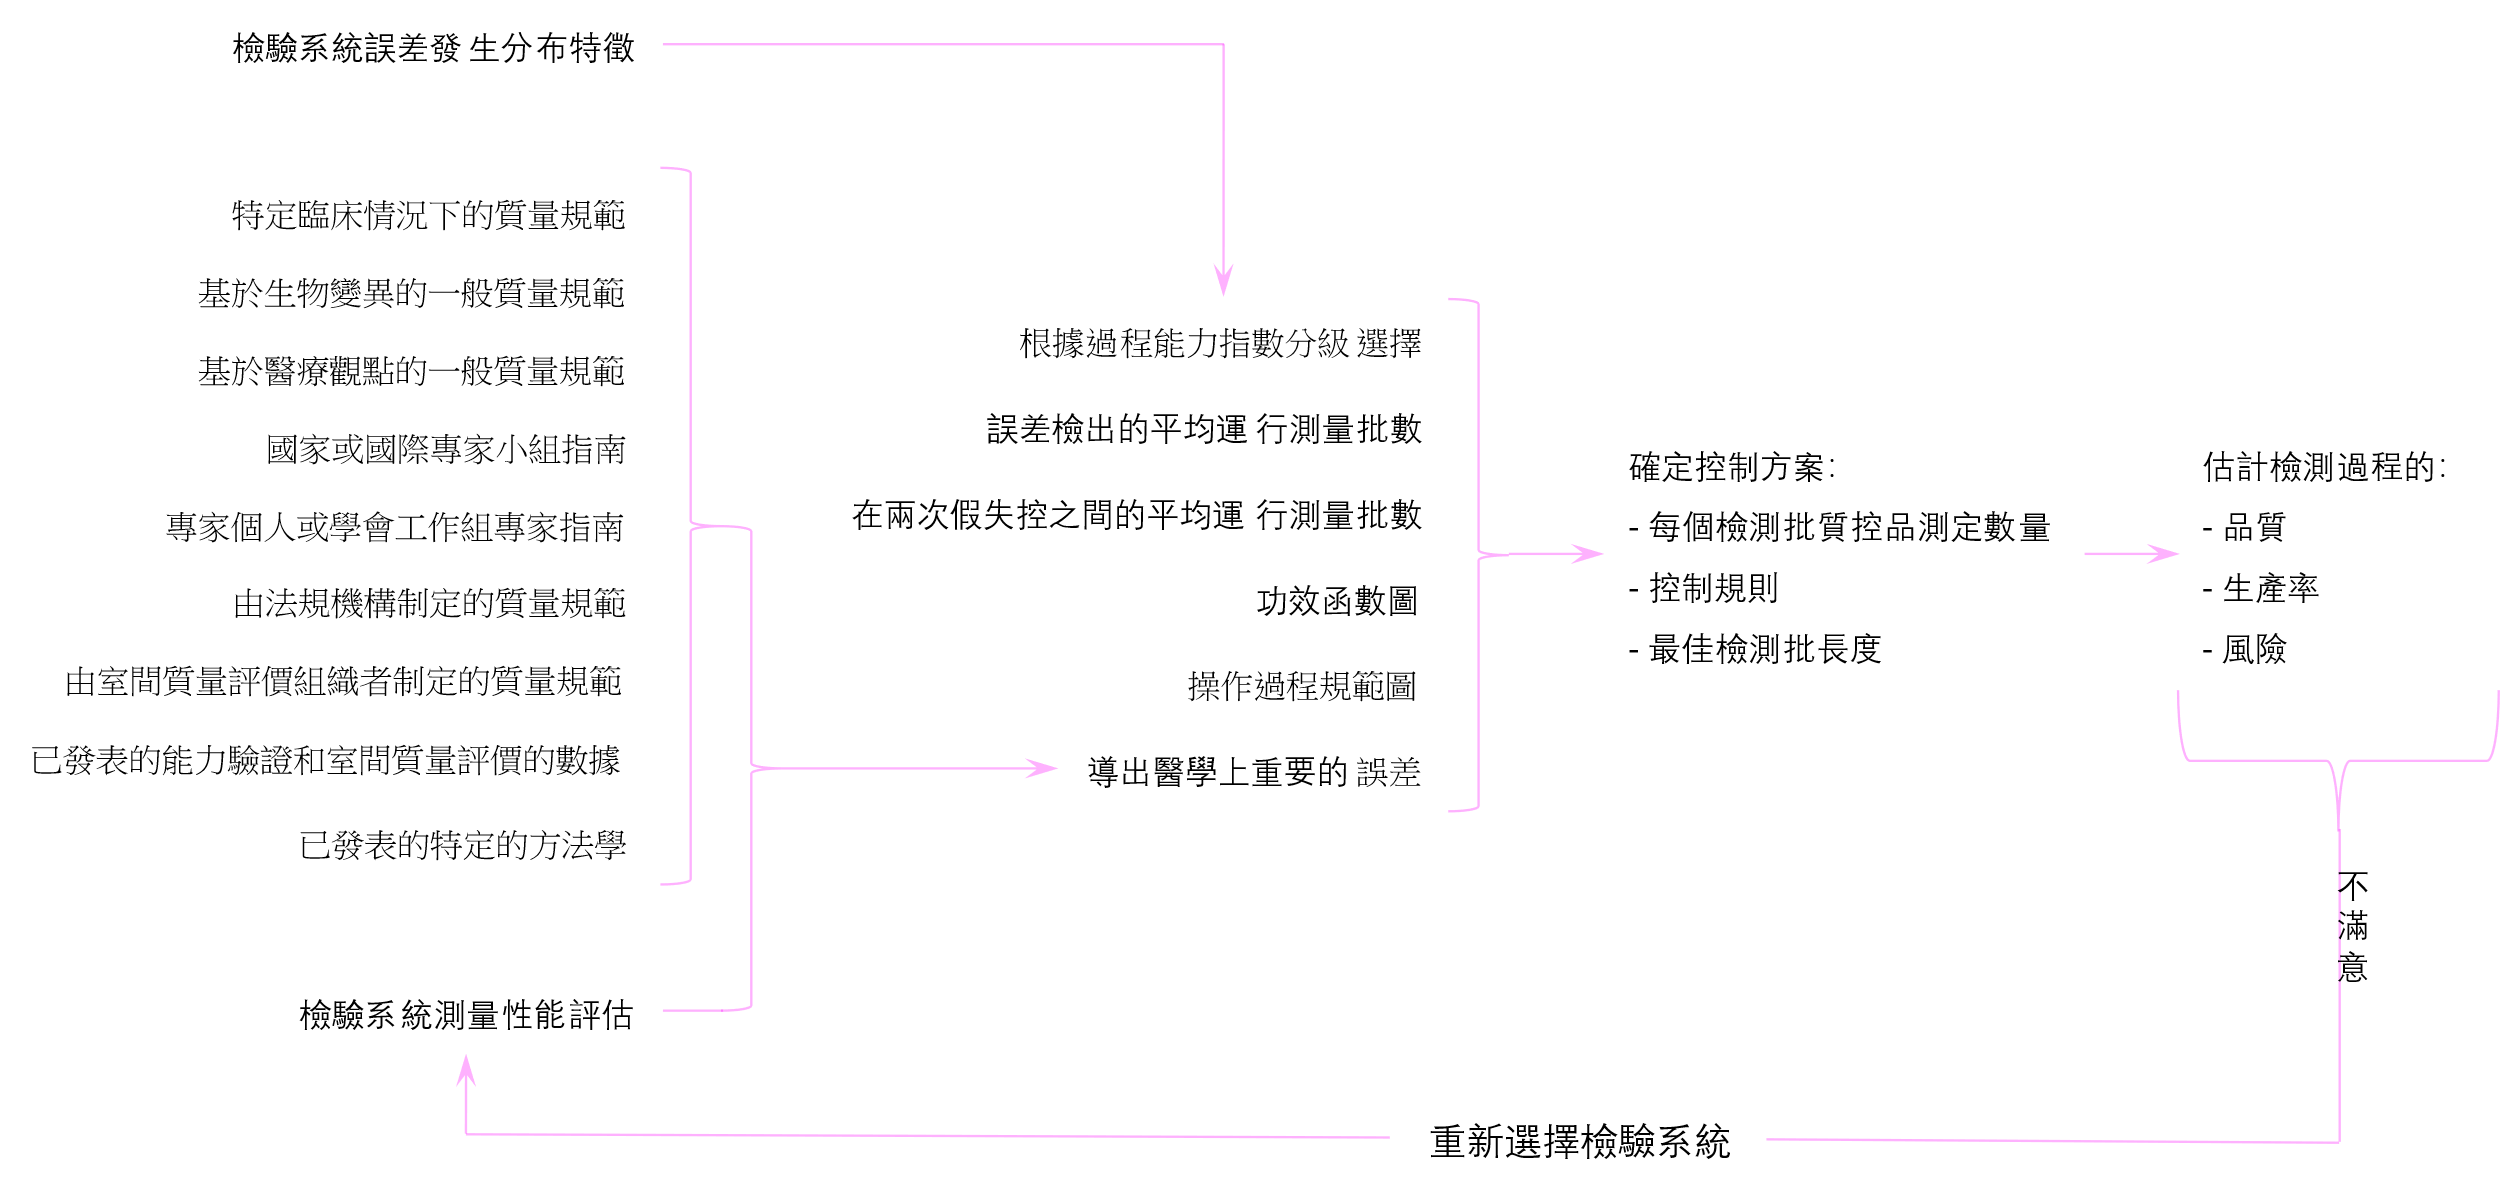 檢驗系統誤差發生分布特徵
特定臨床情況下的質量規範
基於生物變異的一般質量規範
基於醫療觀點的一般質量規範
國家或國際專家小組指南
專家個人或學會工作組專家指南
由法規機構制定的質量規範
由室間質量評價組織者制定的質量規範
已發表的能力驗證和室間質量評價的數據
已發表的特定的方法學
檢驗系統測量性能評估
根據過程能力指數分級選擇
誤差檢出的平均運行測量批數
在兩次假失控之間的平均運行測量批數
功效函數圖
操作過程規範圖
導出醫學上重要的誤差
確定控制方案:
- 每個檢測批質控品測定數量
- 控制規則
- 最佳檢測批長度
估計檢測過程的:
- 品質
- 生產率
- 風險
不滿意
重新選擇檢驗系統